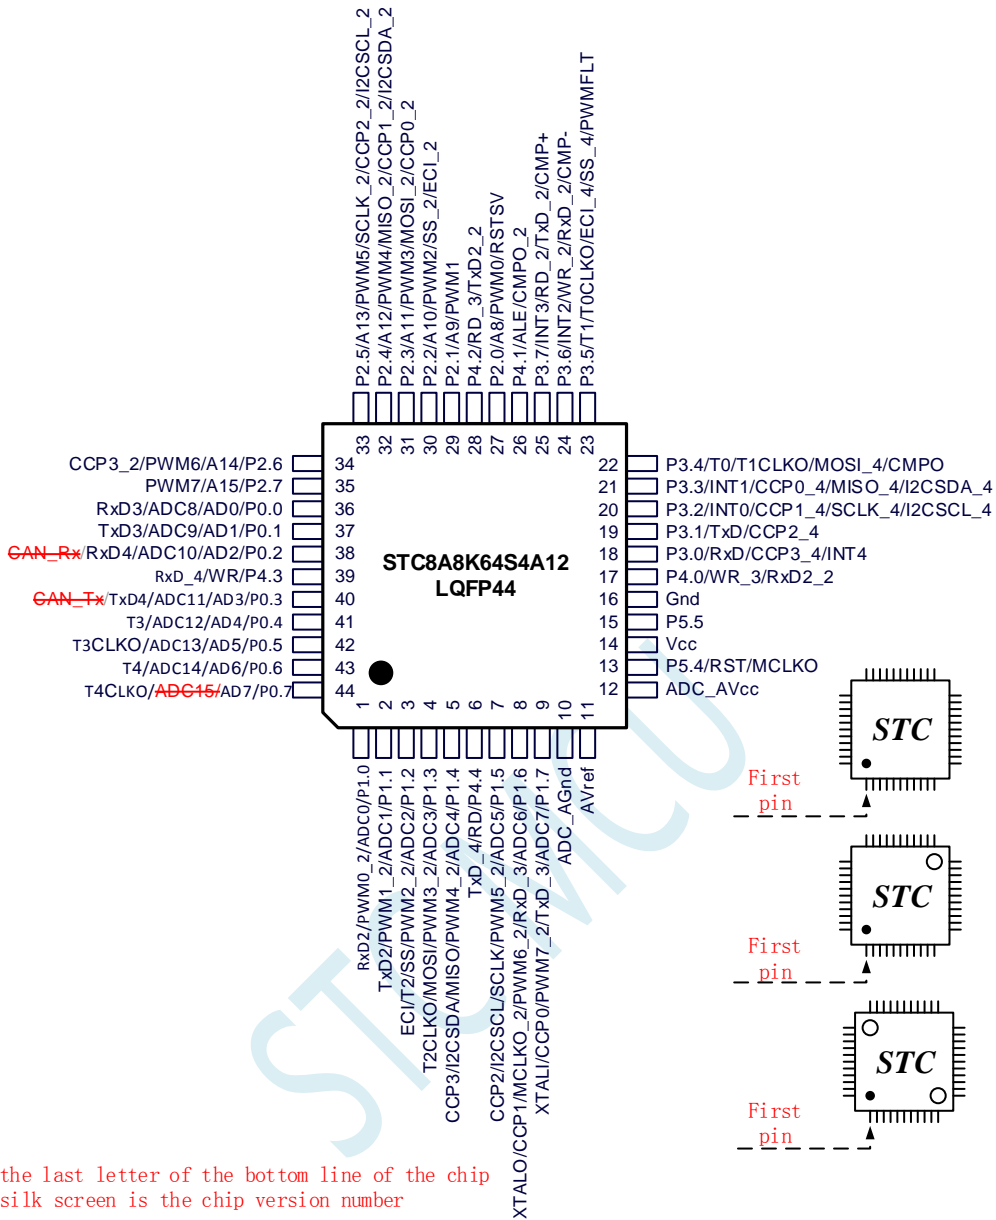 P2.5/A13/PWM5/SCLK_2/CCP2_2/I2CSCL_2
P2.4/A12/PWM4/MISO_2/CCP1_2/I2CSDA_2
P2.3/A11/PWM3/MOSI_2/CCP0_2
P2.2/A10/PWM2/SS_2/ECI_2
P2.1/A9/PWM1
P4.2/RD_3/TxD2_2
P2.0/A8/PWM0/RSTSV
P4.1/ALE/CMPO_2
P3.7/INT3/RD_2/TxD_2/CMP+
P3.6/INT2/WR_2/RxD_2/CMP-
P3.5/T1/T0CLKO/ECI_4/SS_4/PWMFLT
33 32 31 30 29 28 27 26 25 24 23
CCP3_2/PWM6/A14/P2.6 34
PWM7/A15/P2.7 35
RxD3/ADC8/AD0/P0.0 36
TxD3/ADC9/AD1/P0.1 37
CAN_Rx/RxD4/ADC10/AD2/P0.2 38
RxD_4/WR/P4.3 39
CAN_Tx/TxD4/ADC11/AD3/P0.3 40
T3/ADC12/AD4/P0.4 41
T3CLKO/ADC13/AD5/P0.5 42
T4/ADC14/AD6/P0.6 43
T4CLKO/ADC15/AD7/P0.7 44
STC8A8K64S4A12
LQFP44
22 P3.4/T0/T1CLKO/MOSI_4/CMPO
21 P3.3/INT1/CCP0_4/MISO_4/I2CSDA_4
20 P3.2/INT0/CCP1_4/SCLK_4/I2CSCL_4
19 P3.1/TxD/CCP2_4
18 P3.0/RxD/CCP3_4/INT4
17 P4.0/WR_3/RxD2_2
16 Gnd
15 P5.5
14 Vcc
13 P5.4/RST/MCLKO
12 ADC_AVcc
1 2 3 4 5 6 7 8 9 10 11
RxD2/PWM0_2/ADC0/P1.0
TxD2/PWM1_2/ADC1/P1.1
ECI/T2/SS/PWM2_2/ADC2/P1.2
T2CLKO/MOSI/PWM3_2/ADC3/P1.3
CCP3/I2CSDA/MISO/PWM4_2/ADC4/P1.4
TxD_4/RD/P4.4
CCP2/I2CSCL/SCLK/PWM5_2/ADC5/P1.5
XTALO/CCP1/MCLKO_2/PWM6_2/RxD_3/ADC6/P1.6
XTALI/CCP0/PWM7_2/TxD_3/ADC7/P1.7
ADC_AGnd
AVref
STC
First
pin
STC
First
pin
STC
First
pin
STCMCU
the last letter of the bottom line of the chip
silk screen is the chip version number